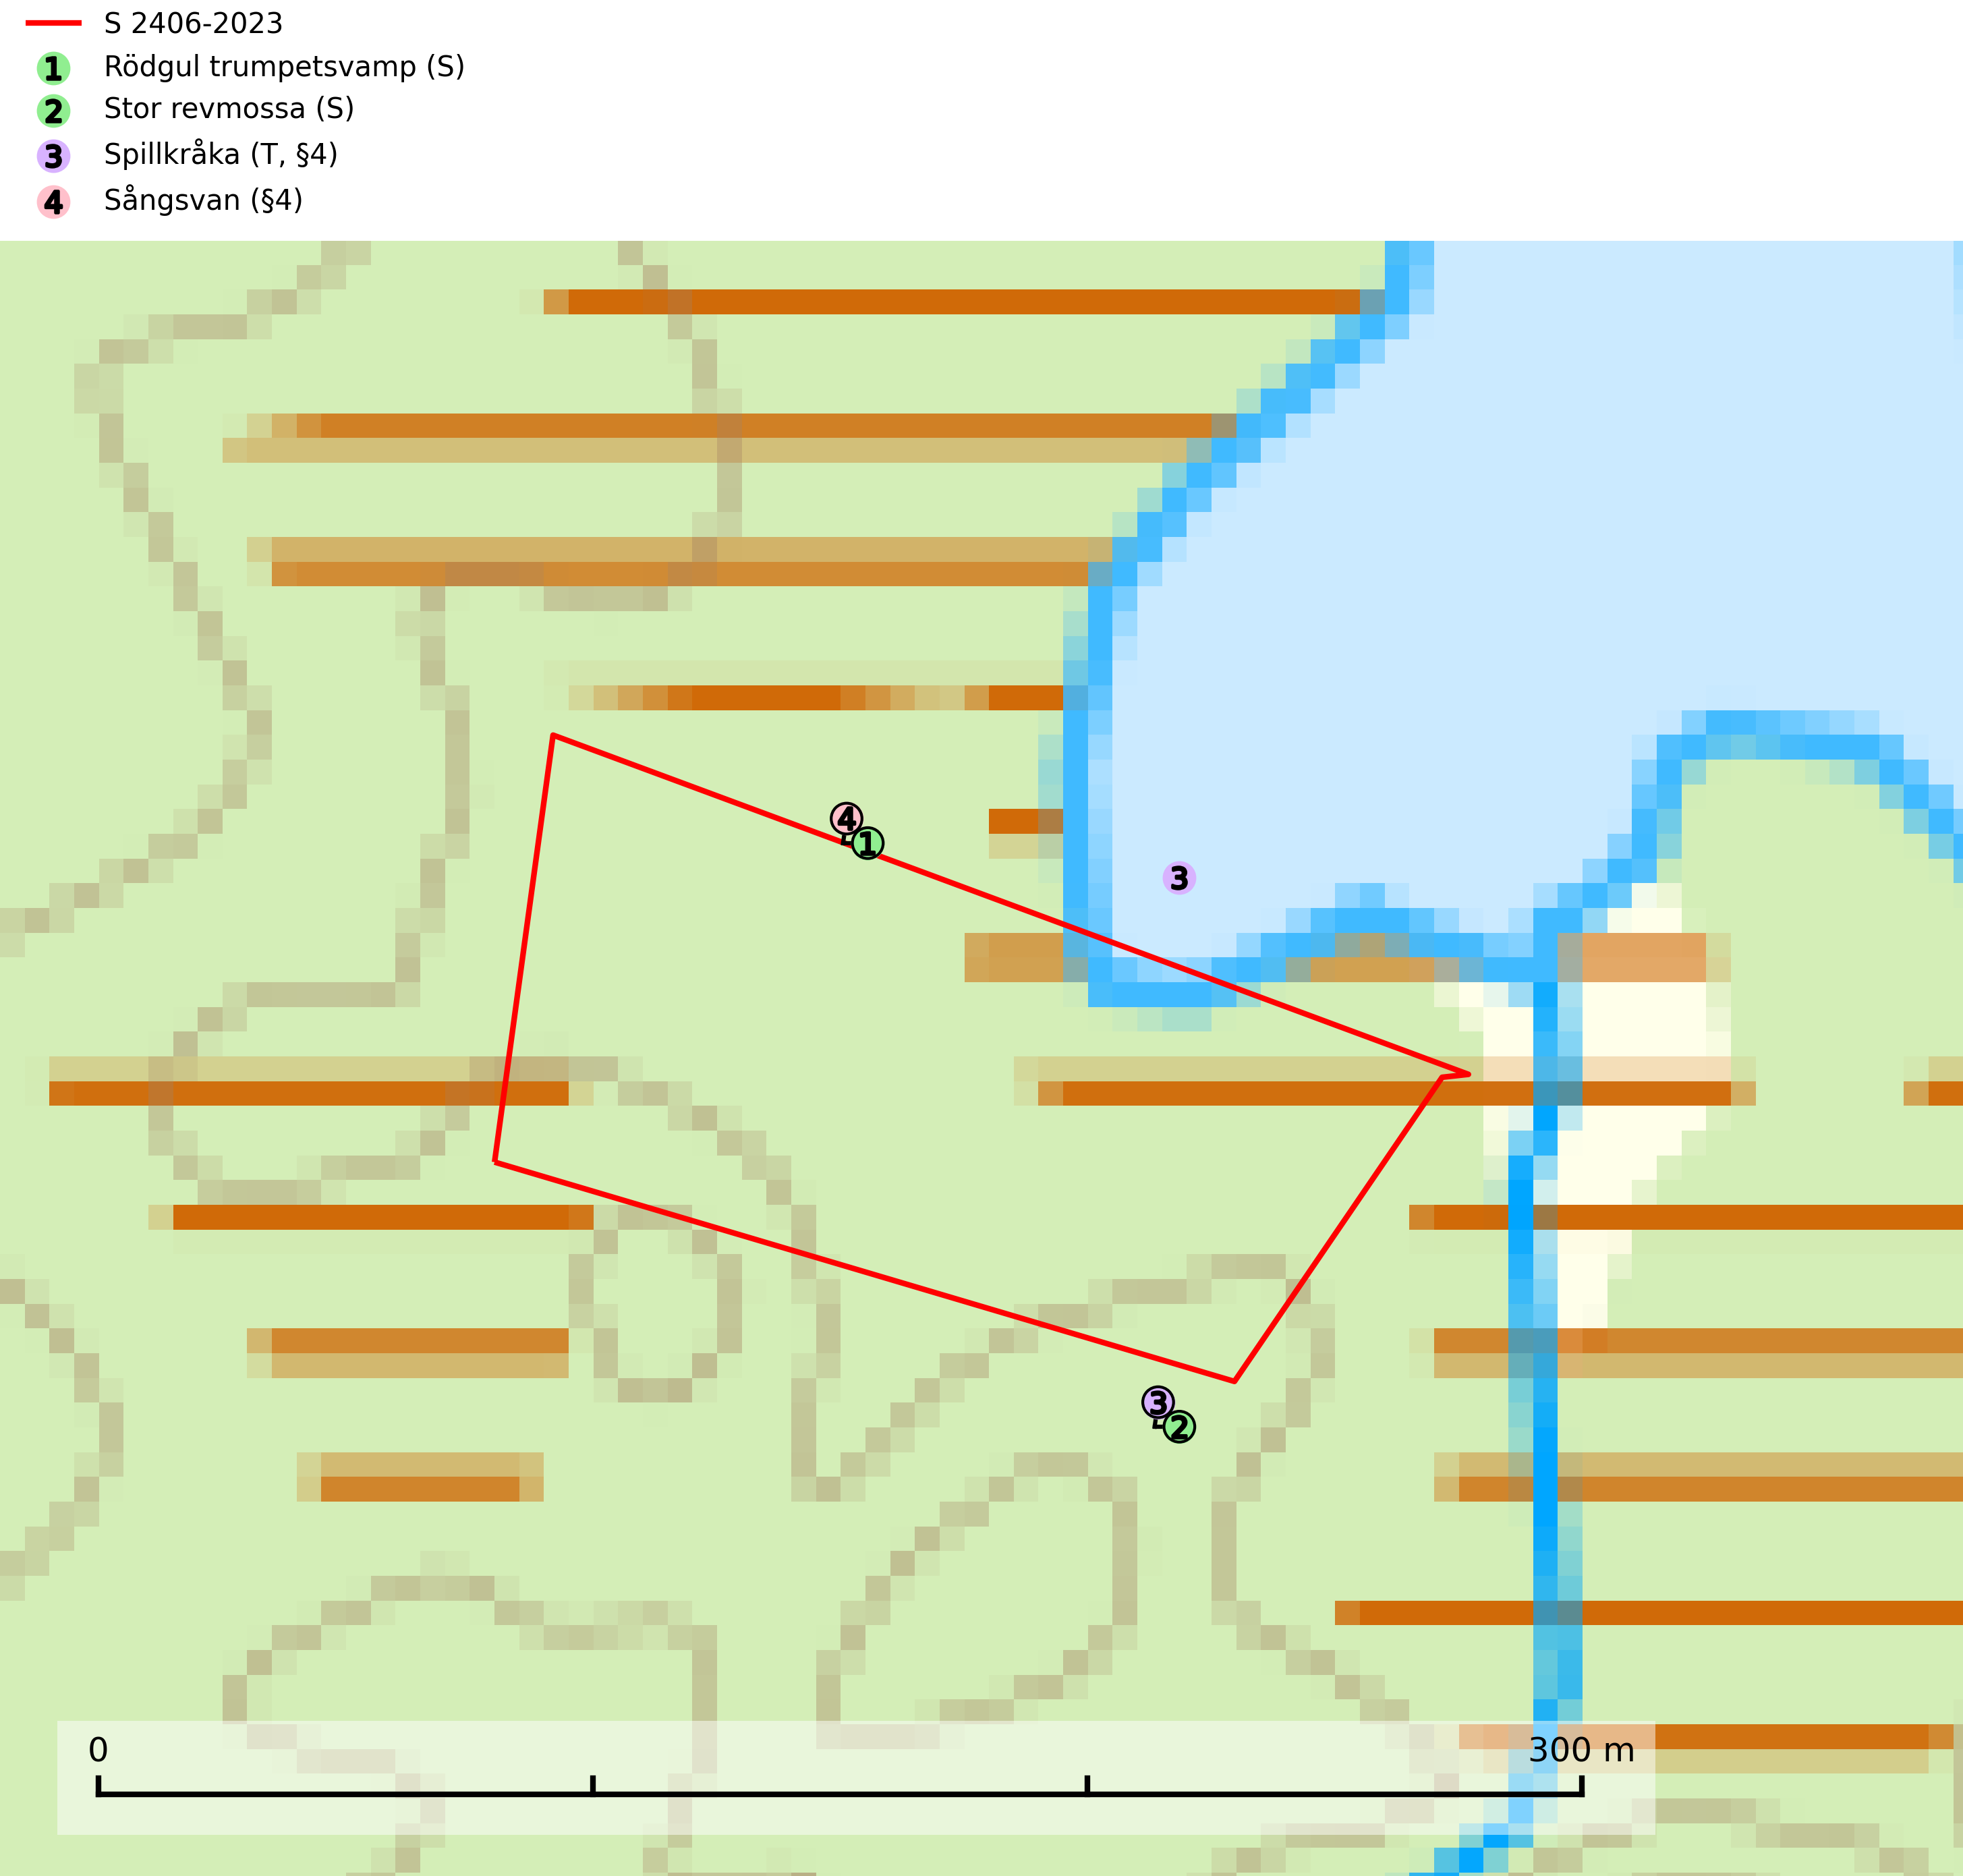 S 2406-2023
1 Rödgul trumpetsvamp (S)
2 Stor revmossa (S)
3 Spillkråka (T, §4)
4 Sångsvan (§4)
4
1
3
3
2
0 300 m